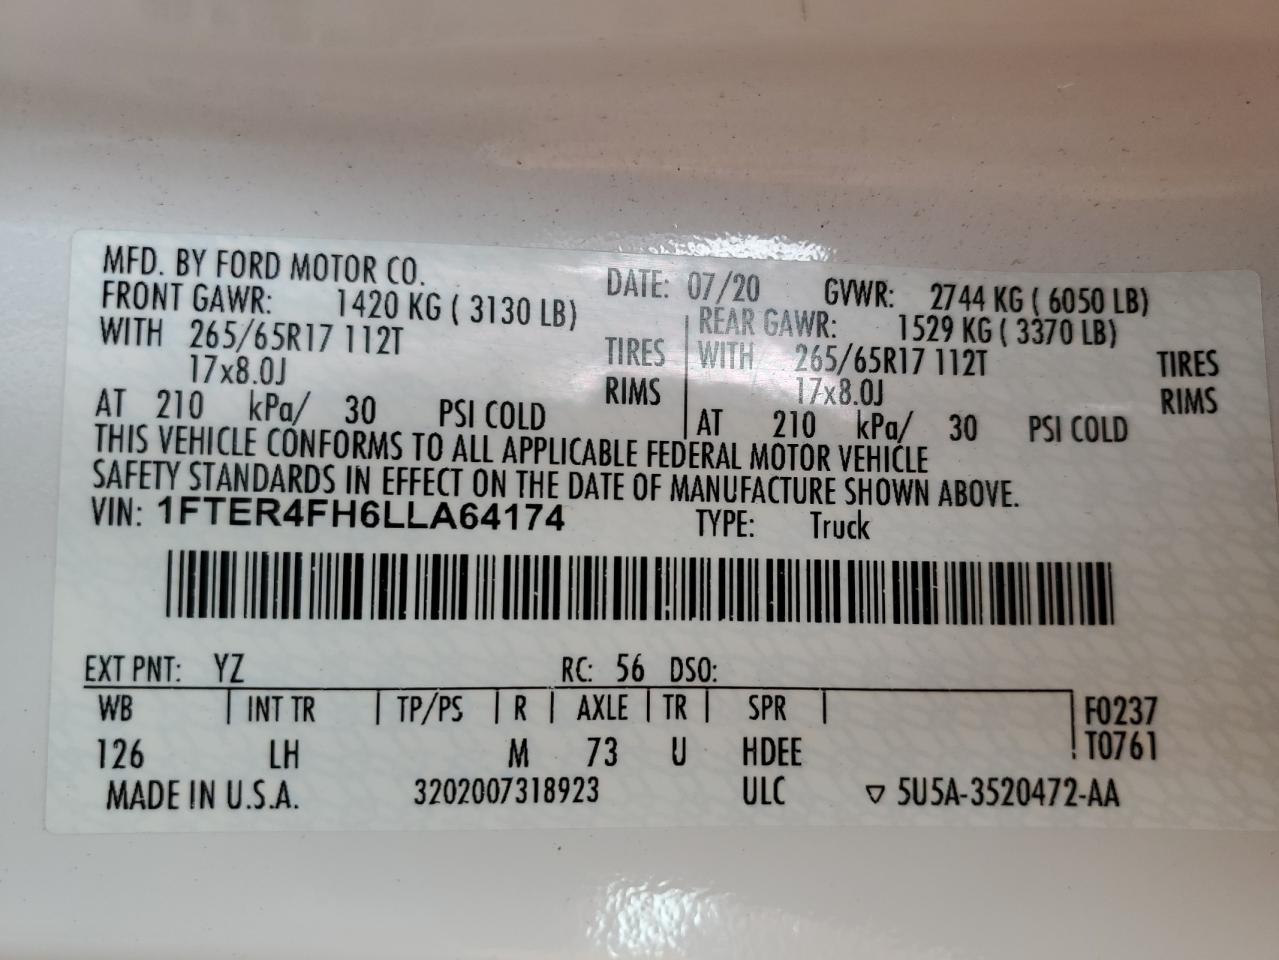 MFD. BY FORD MOTOR CO. DATE: 07/20 GVWR: 2744 KG ( 6050 LB)
FRONT GAWR: 1420 KG ( 3130 LB) REAR GAWR: 1529 KG ( 3370 LB)
WITH 265/65R17 112T TIRES WITH 265/65R17 112T TIRES
17x8.0J RIMS 17x8.0J RIMS
AT 210 kPa/ 30 PSI COLD AT 210 kPa/ 30 PSI COLD
THIS VEHICLE CONFORMS TO ALL APPLICABLE FEDERAL MOTOR VEHICLE
SAFETY STANDARDS IN EFFECT ON THE DATE OF MANUFACTURE SHOWN ABOVE.
VIN: 1FTER4FH6LLA64174 TYPE: Truck
EXT PNT: YZ RC: 56 DSO:
WB INT TR TP/PS R AXLE TR SPR F0237
126 LH M 73 U HDEE T0761
MADE IN U.S.A. 3202007318923 ULC ▽ 5U5A-3520472-AA